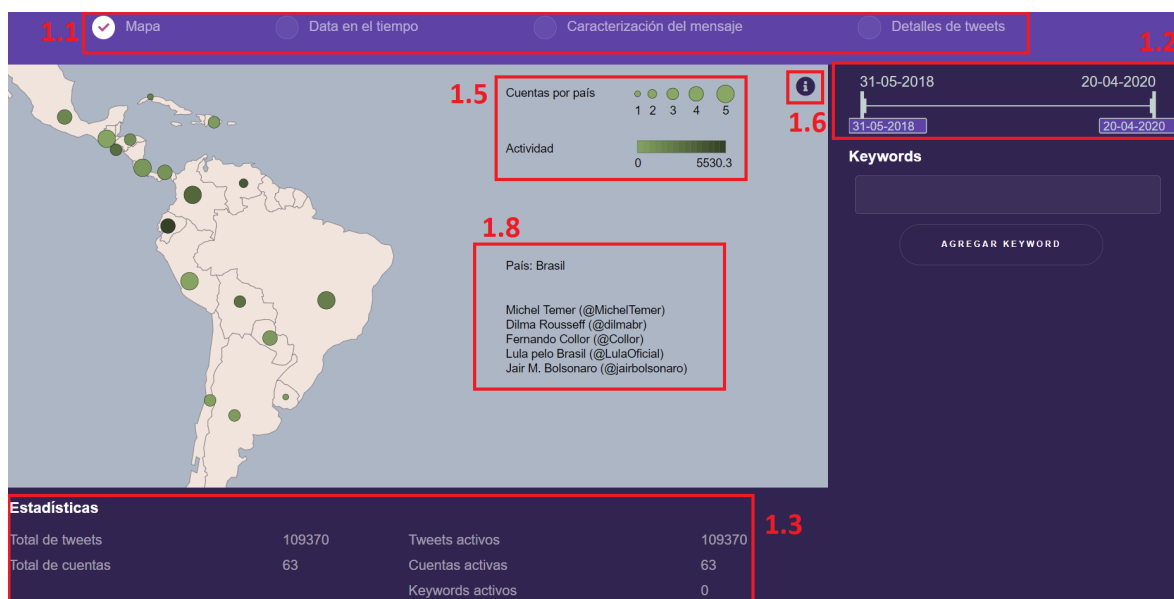 1.1
Mapa
Data en el tiempo
Caracterización del mensaje
Detalles de tweets
1.2
1.5
Cuentas por país
1 2 3 4 5
Actividad
0 5530.3
1.6
31-05-2018 20-04-2020
31-05-2018 20-04-2020
Keywords
AGREGAR KEYWORD
1.8
País: Brasil
Michel Temer (@MichelTemer)
Dilma Rousseff (@dilmabr)
Fernando Collor (@Collor)
Lula pelo Brasil (@LulaOficial)
Jair M. Bolsonaro (@jairbolsonaro)
Estadísticas
1.3
Total de tweets 109370 Tweets activos 109370
Total de cuentas 63 Cuentas activas 63
Keywords activos 0